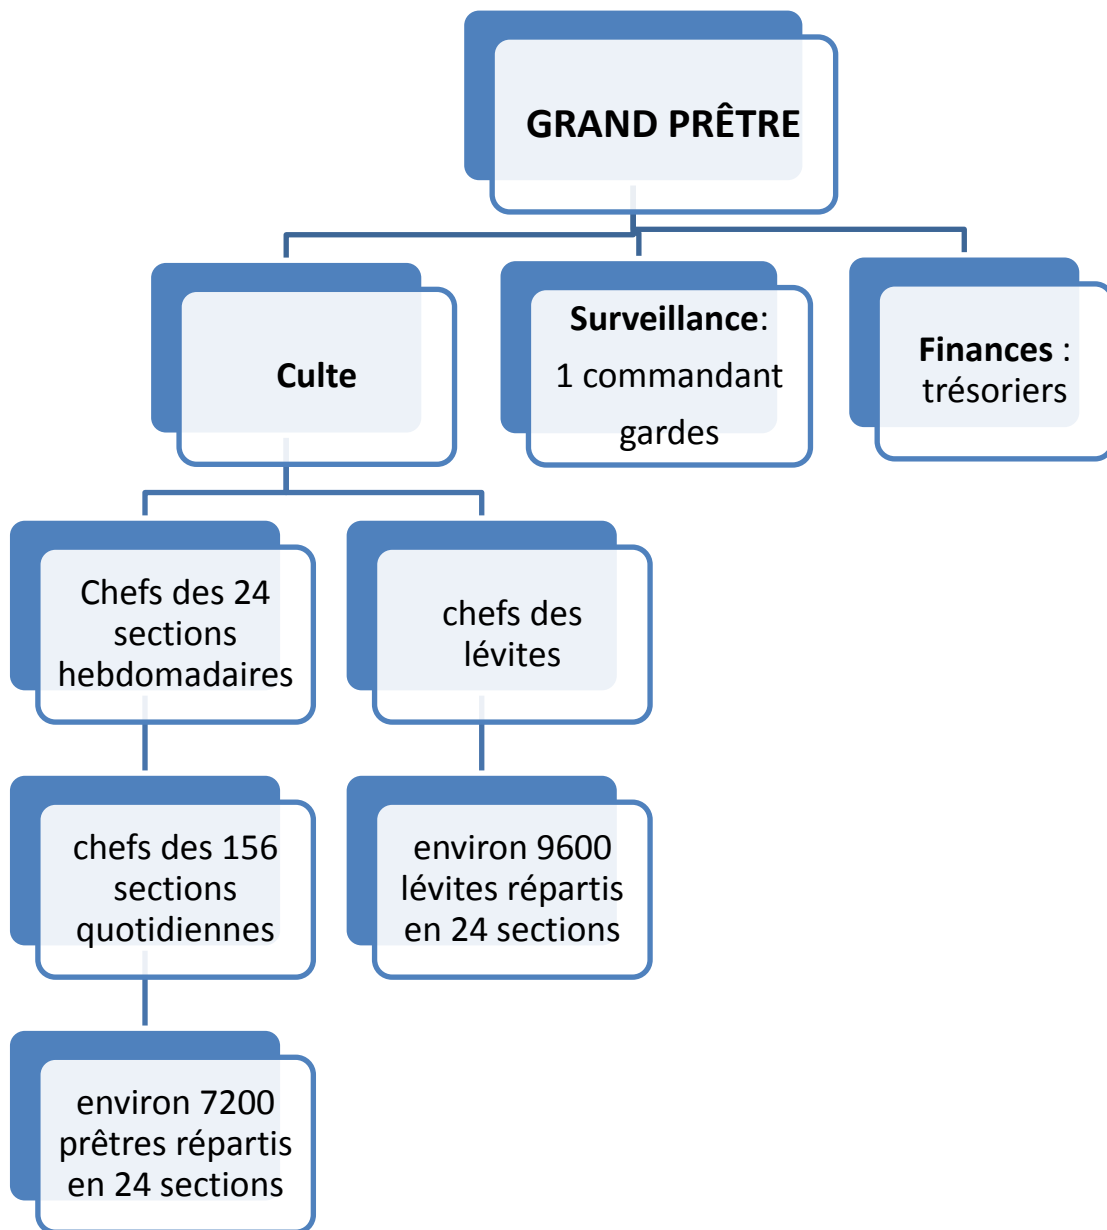 GRAND PRÊTRE
Culte
Surveillance:
1 commandant
gardes
Finances :
trésoriers
Chefs des 24
sections
hebdomadaires
chefs des
lévites
chefs des 156
sections
quotidiennes
environ 9600
lévites répartis
en 24 sections
environ 7200
prêtres répartis
en 24 sections